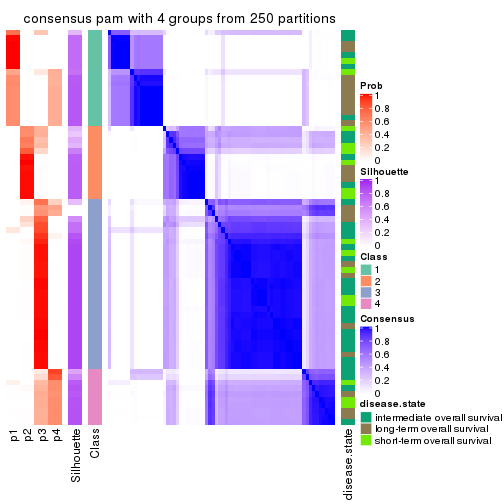 consensus pam with 4 groups from 250 partitions
Prob
1
0.8
0.6
0.4
0.2
0
Silhouette
1
0.8
0.6
0.4
0.2
0
Class
1
2
3
4
Consensus
1
0.8
0.6
0.4
0.2
0
disease.state
intermediate overall survival
long-term overall survival
short-term overall survival
p1
p2
p3
p4
Silhouette
Class
disease.state